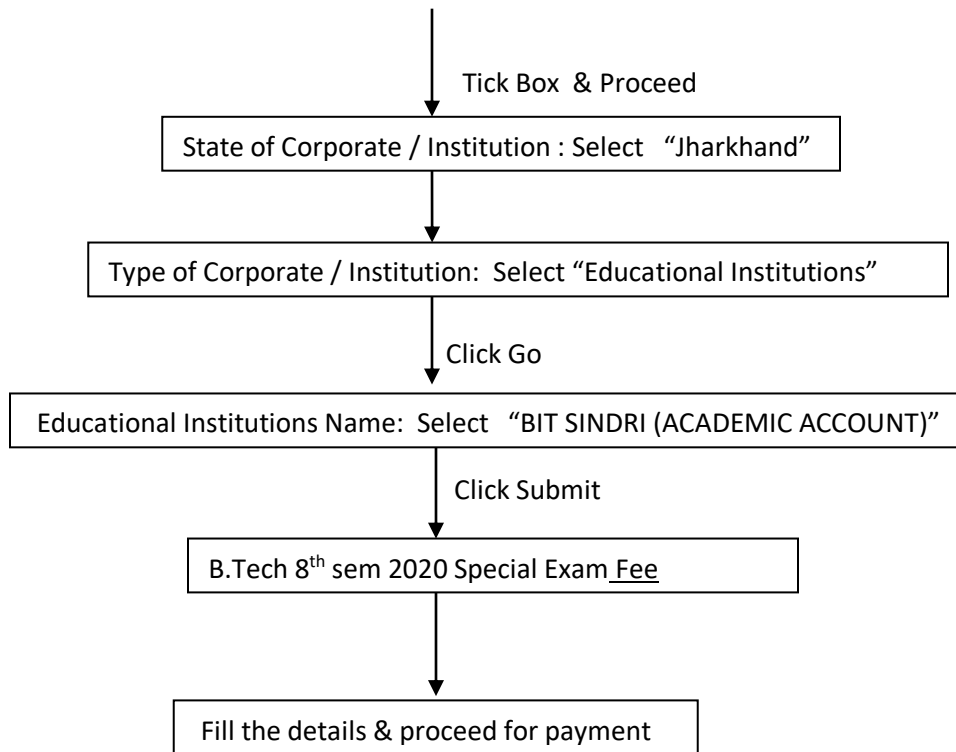 Tick Box & Proceed
State of Corporate / Institution : Select “Jharkhand”
Type of Corporate / Institution: Select “Educational Institutions”
Click Go
Educational Institutions Name: Select “BIT SINDRI (ACADEMIC ACCOUNT)”
Click Submit
B.Tech 8th sem 2020 Special Exam Fee
Fill the details & proceed for payment